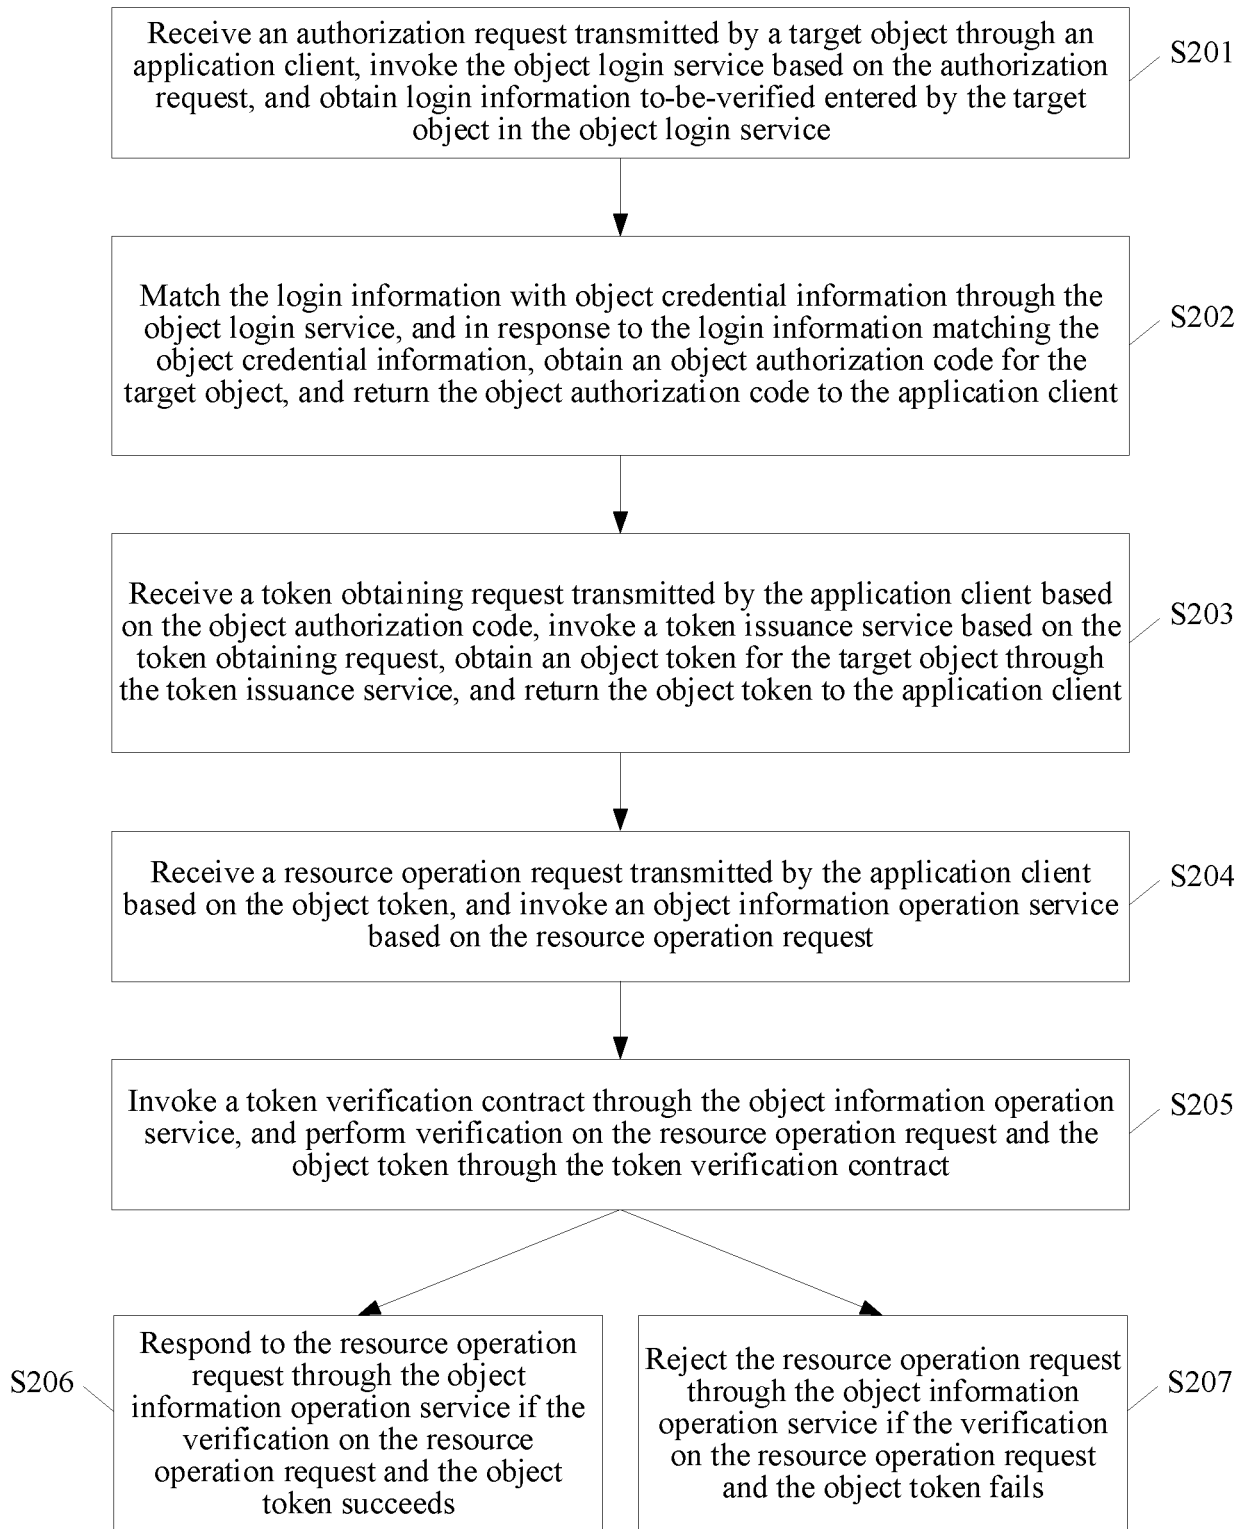 Receive an authorization request transmitted by a target object through an
application client, invoke the object login service based on the authorization
request, and obtain login information to-be-verified entered by the target
object in the object login service
S201
Match the login information with object credential information through the
object login service, and in response to the login information matching the
object credential information, obtain an object authorization code for the
target object, and return the object authorization code to the application client
S202
Receive a token obtaining request transmitted by the application client based
on the object authorization code, invoke a token issuance service based on the
token obtaining request, obtain an object token for the target object through
the token issuance service, and return the object token to the application client
S203
Receive a resource operation request transmitted by the application client
based on the object token, and invoke an object information operation service
based on the resource operation request
S204
Invoke a token verification contract through the object information operation
service, and perform verification on the resource operation request and the
object token through the token verification contract
S205
S206
Respond to the resource operation
request through the object
information operation service if the
verification on the resource
operation request and the object
token succeeds
Reject the resource operation request
through the object information
operation service if the verification
on the resource operation request
and the object token fails
S207